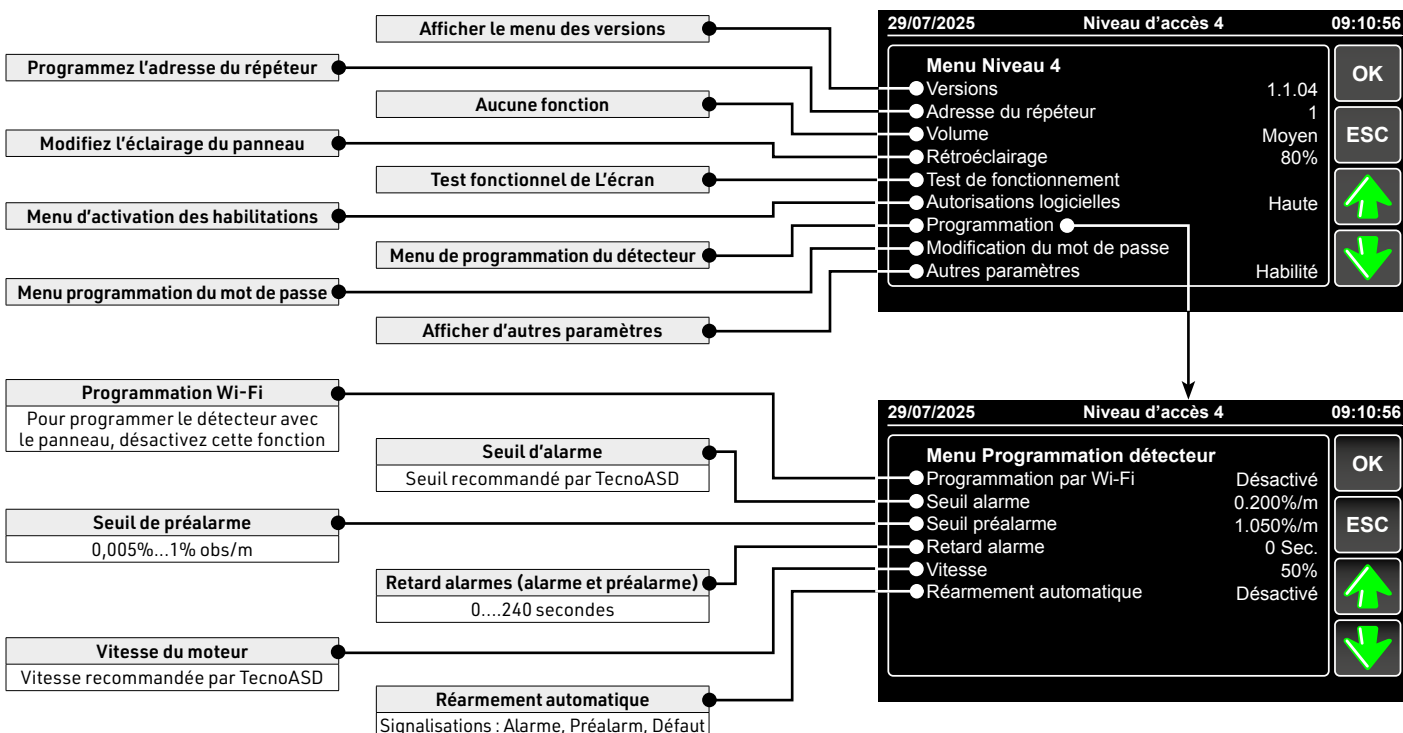 Afficher le menu des versions
Programmez l'adresse du répéteur
Aucune fonction
Modifiez l'éclairage du panneau
Test fonctionnel de L'écran
Menu d'activation des habilitations
Menu de programmation du détecteur
Menu programmation du mot de passe
Afficher d'autres paramètres
29/07/2025 Niveau d'accès 4 09:10:56
Menu Niveau 4
Versions 1.1.04
Adresse du répéteur 1
Volume Moyen
Rétroéclairage 80%
Test de fonctionnement
Autorisations logicielles Haute
Programmation
Modification du mot de passe
Autres paramètres Habilité
OK
ESC
Programmation Wi-Fi
Pour programmer le détecteur avec
le panneau, désactivez cette fonction
Seuil d'alarme
Seuil recommandé par TecnoASD
Seuil de préalarme
0,005%...1% obs/m
Retard alarmes (alarme et préalarme)
0....240 secondes
Vitesse du moteur
Vitesse recommandée par TecnoASD
Réarmement automatique
Signalisations : Alarme, Préalarm, Défaut
29/07/2025 Niveau d'accès 4 09:10:56
Menu Programmation détecteur
Programmation par Wi-Fi Désactivé
Seuil alarme 0.200%/m
Seuil préalarme 1.050%/m
Retard alarme 0 Sec.
Vitesse 50%
Réarmement automatique Désactivé
OK
ESC